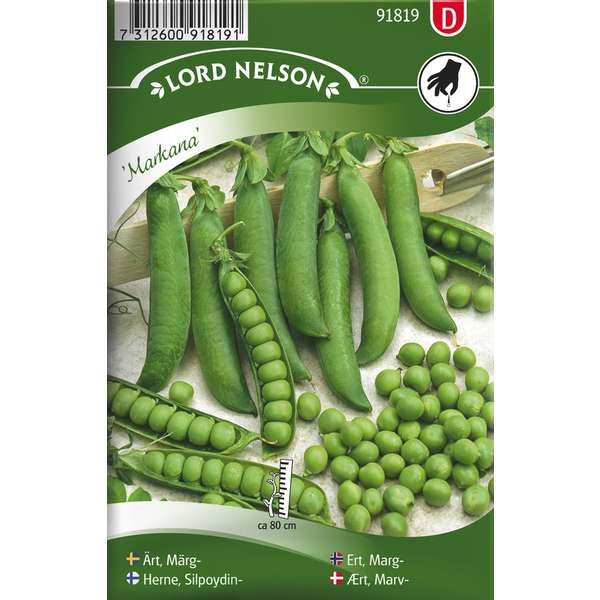 7 312600 918191
91819 D
LORD NELSON®
'Markana'
ca 80 cm
Ärt, Märg-
Ert, Marg-
Herne, Silpoydin-
Ært, Marv-